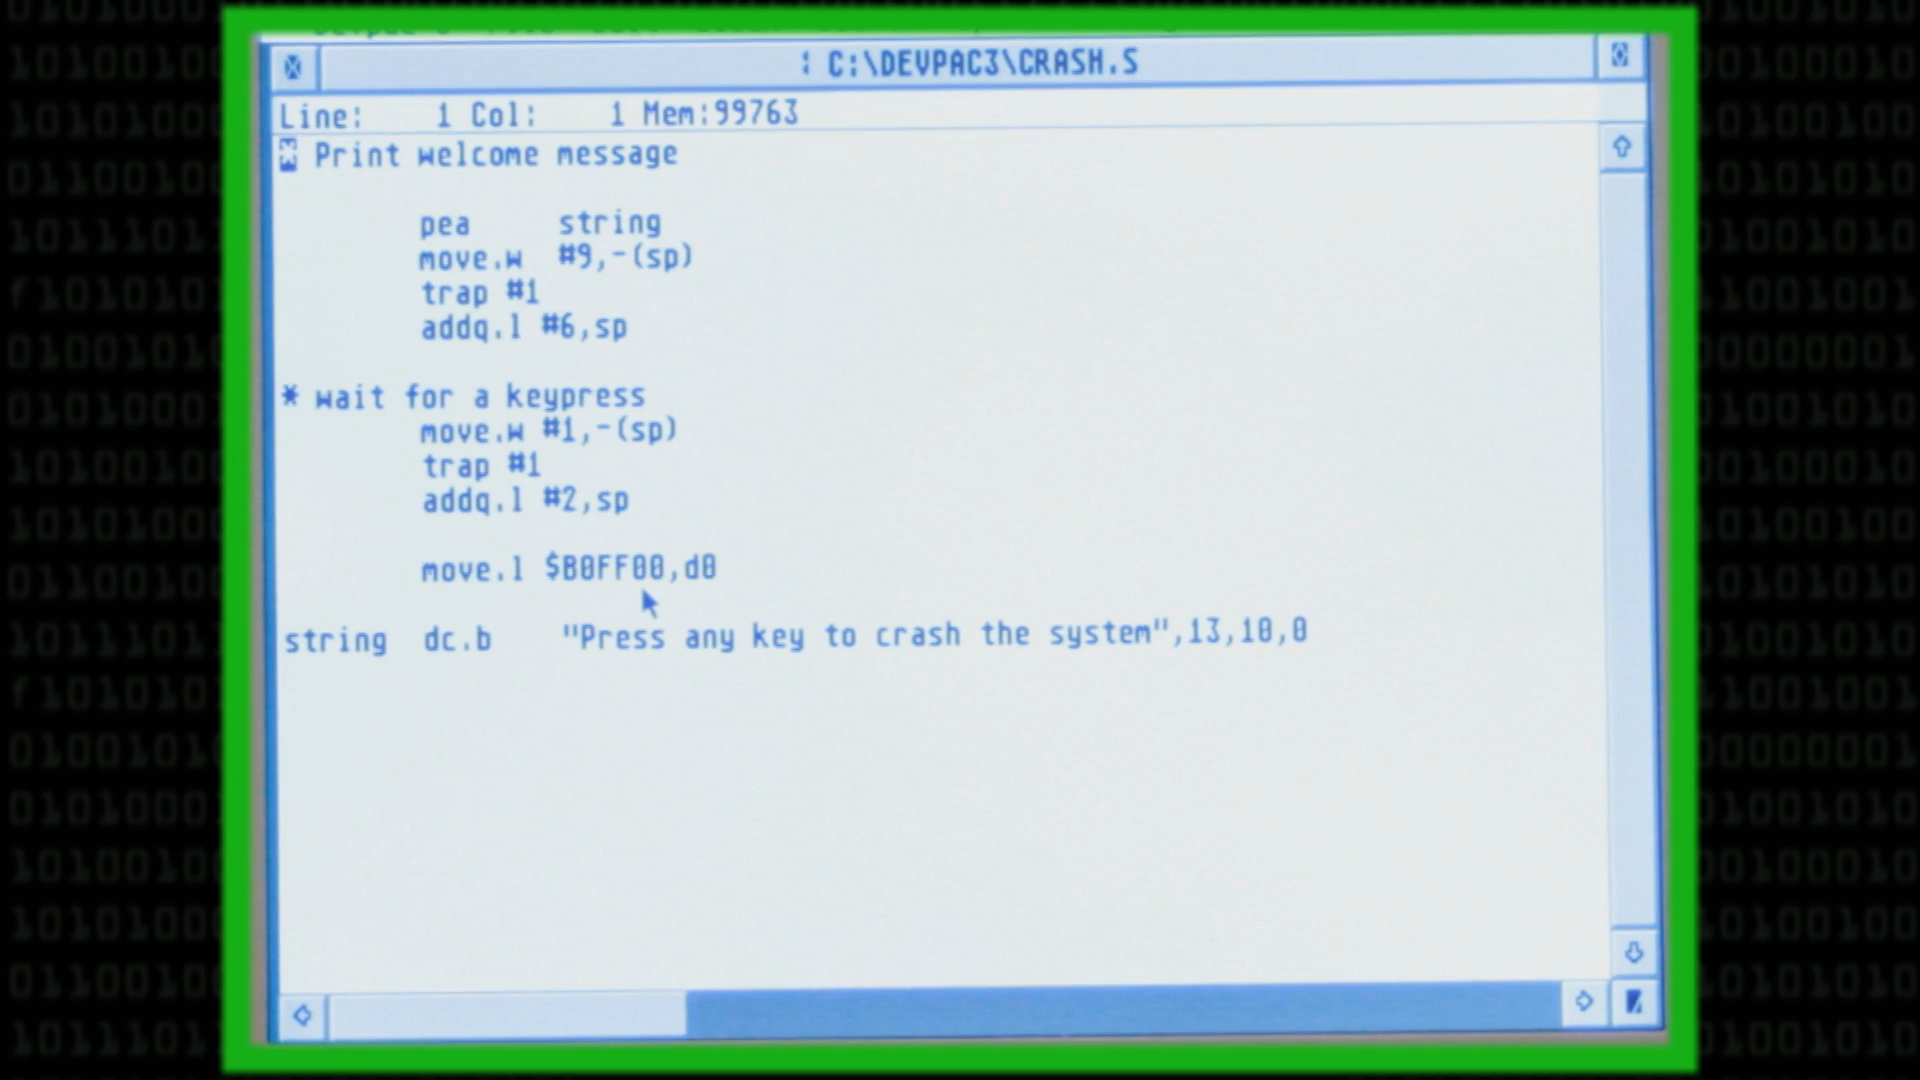 C:\DEVPAC3\CRASH.S
Line: 1 Col: 1 Mem:99763
* Print welcome message
pea string
move.w #9,-(sp)
trap #1
addq.l #6,sp
* wait for a keypress
move.w #1,-(sp)
trap #1
addq.l #2,sp
move.l $B0FF00,d0
string dc.b "Press any key to crash the system",13,10,0